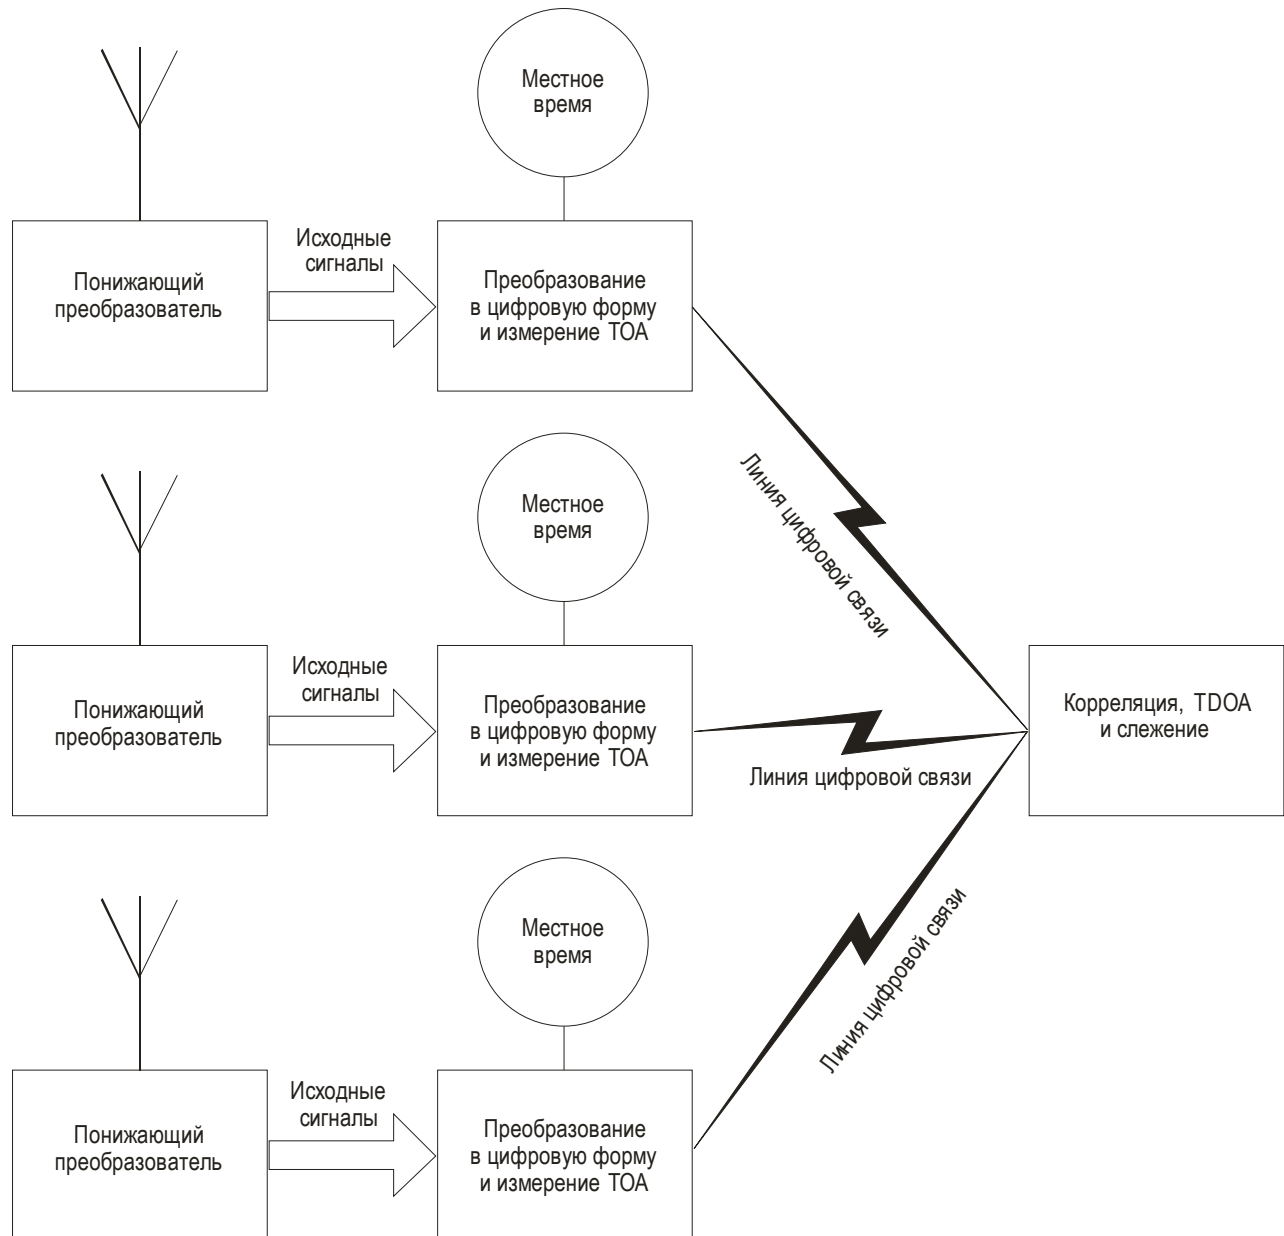 Местное
время
Исходные
сигналы
Понижающий
преобразователь
Преобразование
в цифровую форму
и измерение TOA
Линия цифровой связи
Местное
время
Исходные
сигналы
Понижающий
преобразователь
Преобразование
в цифровую форму
и измерение TOA
Линия цифровой связи
Корреляция, TDOA
и слежение
Местное
время
Линия цифровой связи
Исходные
сигналы
Понижающий
преобразователь
Преобразование
в цифровую форму
и измерение TOA